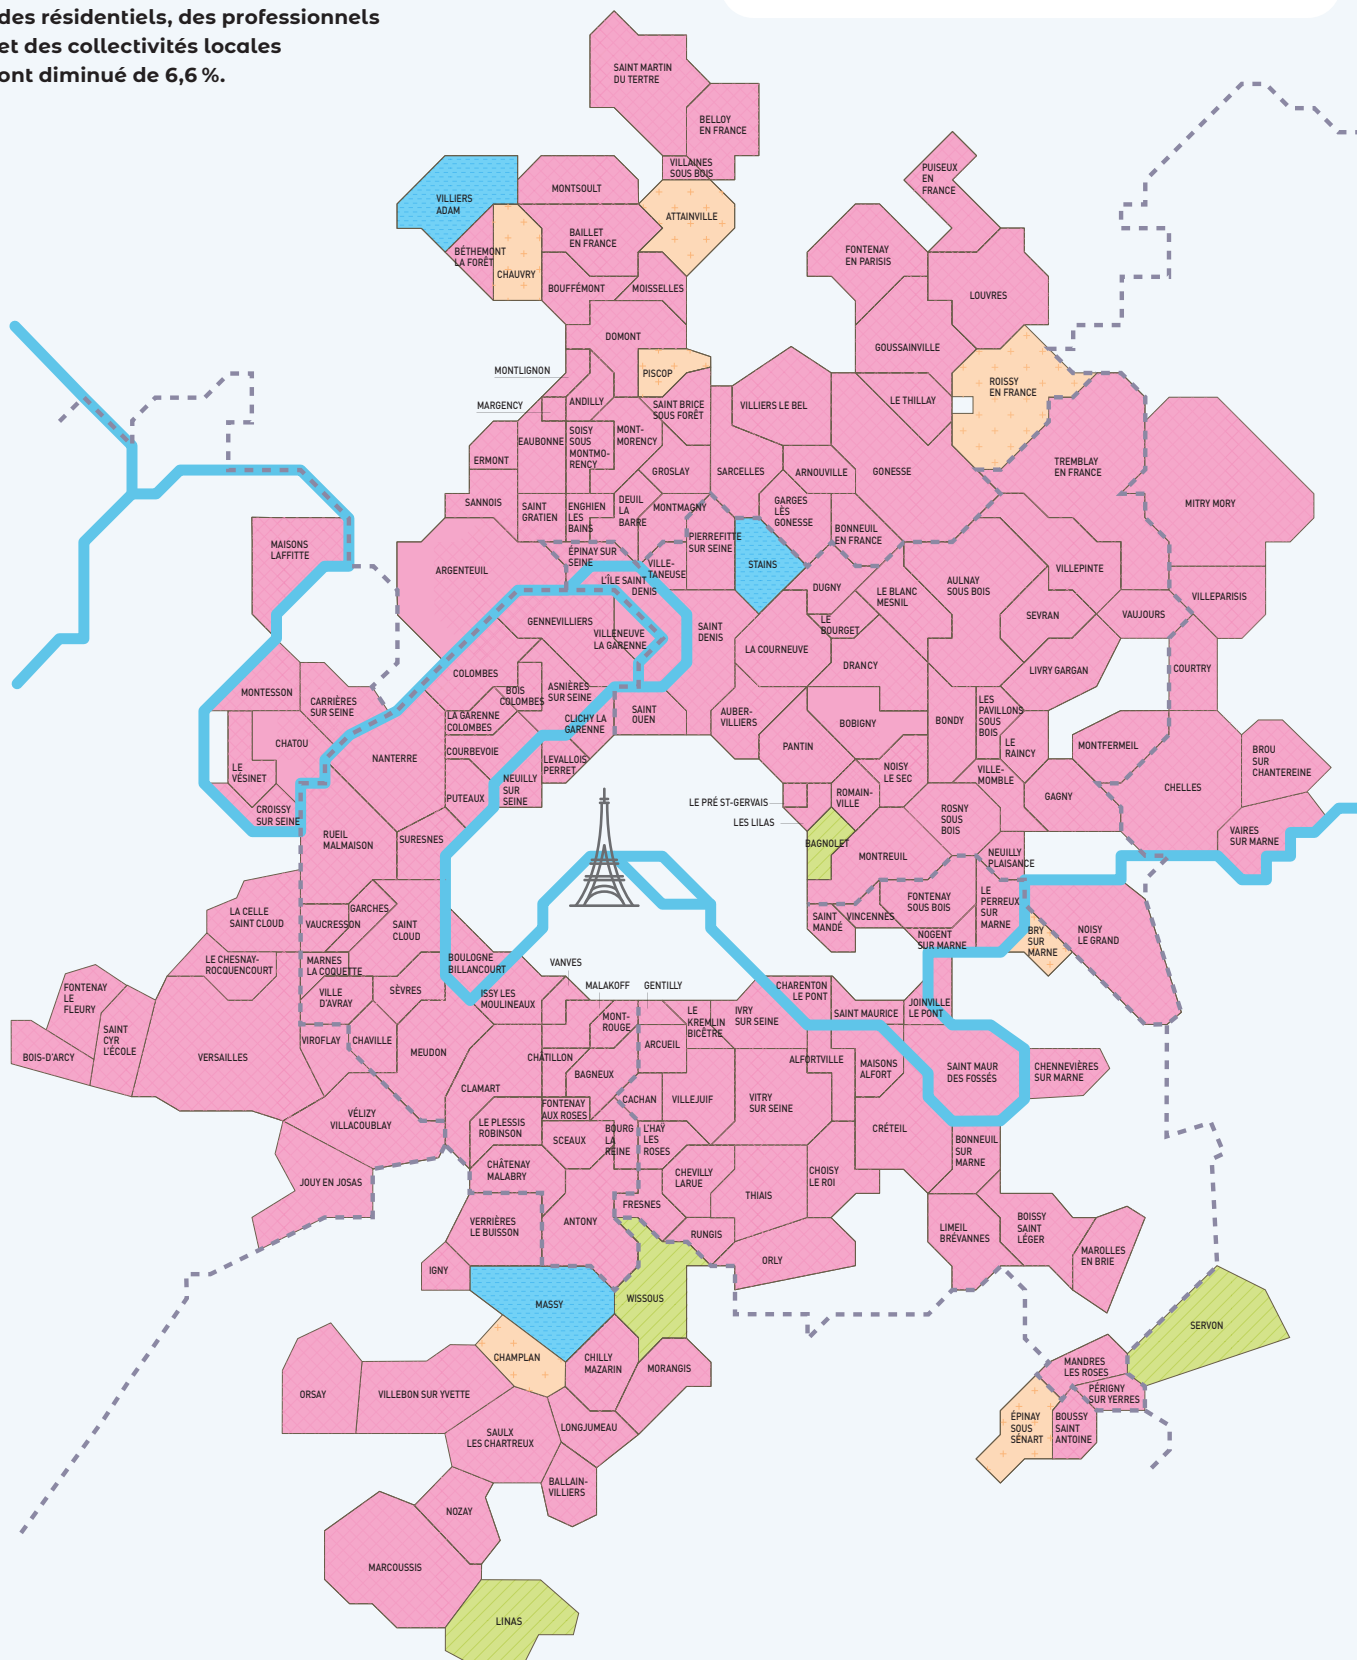 des résidentiels, des professionnels
et des collectivités locales
ont diminué de 6,6 %.
SAINT MARTIN
DU TERTRE
BELLOY
EN FRANCE
VILLAINES
SOUS BOIS
PUISEUX
EN
FRANCE
VILLIERS
ADAM
MONTSOULT
ATTAINVILLE
BAILLET
EN FRANCE
BÉTHEMONT
LA FORÊT
CHAUVRY
FONTENAY
EN PARISIS
BOUFFÉMONT
MOISSELLES
LOUVRES
DOMONT
GOUSSAINVILLE
MONTLIGNON
PISCOP
ROISSY
EN FRANCE
MARGENCY
ANDILLY
SAINT BRICE
SOUS FORÊT
VILLIERS LE BEL
LE THILLAY
EAUBONNE
SOISY
SOUS
MONTMO-
RENCY
MONT-
MORENCY
ERMONT
GROSLAY
SARCELLES
ARNOUVILLE
GONESSE
TREMBLAY
EN FRANCE
MITRY MORY
SANNOIS
SAINT
GRATIEN
ENGHIEN
LES
BAINS
DEUIL
LA
BARRE
MONTMAGNY
GARGES
LÈS
GONESSE
BONNEUIL
EN FRANCE
MAISONS
LAFFITTE
ARGENTEUIL
ÉPINAY SUR
SEINE
VILLE-
TANEUSE
PIERREFITTE
SUR SEINE
STAINS
L'ÎLE SAINT
DENIS
DUGNY
LE BLANC
MESNIL
AULNAY
SOUS BOIS
VILLEPINTE
VILLEPARISIS
GENNEVILLIERS
VILLENEUVE
LA GARENNE
SAINT
DENIS
LE
BOURGET
SEVRAN
VAUJOURS
LA COURNEUVE
DRANCY
LIVRY GARGAN
COURTRY
MONTESSON
CARRIÈRES
SUR SEINE
COLOMBES
BOIS
COLOMBES
ASNIÈRES
SUR SEINE
LA GARENNE
COLOMBES
CLICHY LA
GARENNE
SAINT
OUEN
AUBER-
VILLIERS
BOBIGNY
BONDY
LES
PAVILLONS
SOUS
BOIS
CHATOU
NANTERRE
COURBEVOIE
PANTIN
LE
RAINCY
MONTFERMEIL
BROU
SUR
CHANTEREINE
LE
VÉSINET
LEVALLOIS
PERRET
NOISY
LE SEC
VILLE-
MOMBLE
CHELLES
PUTEAUX
NEUILLY
SUR
SEINE
LE PRÉ ST-GERVAIS
ROMAIN-
VILLE
GAGNY
CROISSY
SUR SEINE
LES LILAS
ROSNY
SOUS
BOIS
VAIRES
SUR MARNE
RUEIL
MALMAISON
SURESNES
BAGNOLET
MONTREUIL
NEUILLY
PLAISANCE
LA CELLE
SAINT CLOUD
VAUCRESSON
GARCHES
SAINT
CLOUD
SAINT
MANDÉ
VINCENNES
FONTENAY
SOUS BOIS
LE
PERREUX
SUR
MARNE
NOGENT
SUR MARNE
BRY
SUR
MARNE
NOISY
LE GRAND
LE CHESNAY-
ROCQUENCOURT
MARNES
LA COQUETTE
BOULOGNE
BILLANCOURT
VANVES
FONTENAY
LE
FLEURY
VILLE
D'AVRAY
SÈVRES
ISSY LES
MOULINEAUX
MALAKOFF
GENTILLY
CHARENTON
LE PONT
SAINT MAURICE
JOINVILLE
LE PONT
MONT-
ROUGE
LE
KREMLIN
BICÊTRE
IVRY
SUR SEINE
SAINT
CYR
L'ÉCOLE
BOIS-D'ARCY
VERSAILLES
VIROFLAY
CHAVILLE
MEUDON
CHÂTILLON
ARCUEIL
ALFORTVILLE
MAISONS
ALFORT
SAINT MAUR
DES FOSSÉS
CHENNEVIÈRES
SUR MARNE
CLAMART
BAGNEUX
VÉLIZY
VILLACOUBLAY
FONTENAY
AUX ROSES
CACHAN
VILLEJUIF
VITRY
SUR SEINE
LE PLESSIS
ROBINSON
SCEAUX
BOURG
LA
REINE
L'HAŸ
LES
ROSES
CRÉTEIL
BONNEUIL
SUR
MARNE
JOUY EN JOSAS
CHÂTENAY
MALABRY
CHEVILLY
LARUE
THIAIS
CHOISY
LE ROI
VERRIÈRES
LE BUISSON
ANTONY
FRESNES
RUNGIS
LIMEIL
BRÉVANNES
BOISSY
SAINT
LÉGER
MAROLLES
EN BRIE
IGNY
ORLY
MASSY
WISSOUS
SERVON
CHAMPLAN
CHILLY
MAZARIN
MORANGIS
MANDRES
LES ROSES
ORSAY
VILLEBON SUR YVETTE
PÉRIGNY
SUR YERRES
ÉPINAY
SOUS
SÉNART
BOUSSY
SAINT
ANTOINE
SAULX
LES CHARTREUX
LONGJUMEAU
BALLAIN-
VILLIERS
NOZAY
MARCOUSSIS
LINAS